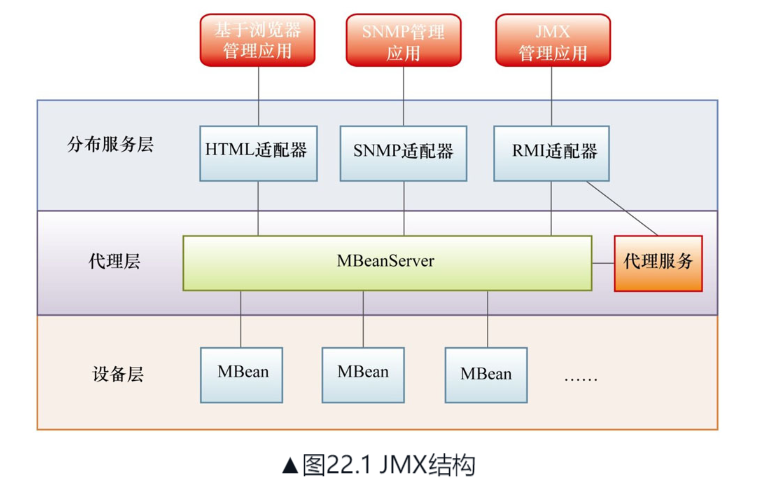 基于浏览器
管理应用
SNMP管理
应用
JMX
管理应用
分布服务层
HTML适配器
SNMP适配器
RMI适配器
代理层
MBeanServer
代理服务
设备层
MBean
MBean
MBean
……
▲图22.1 JMX结构